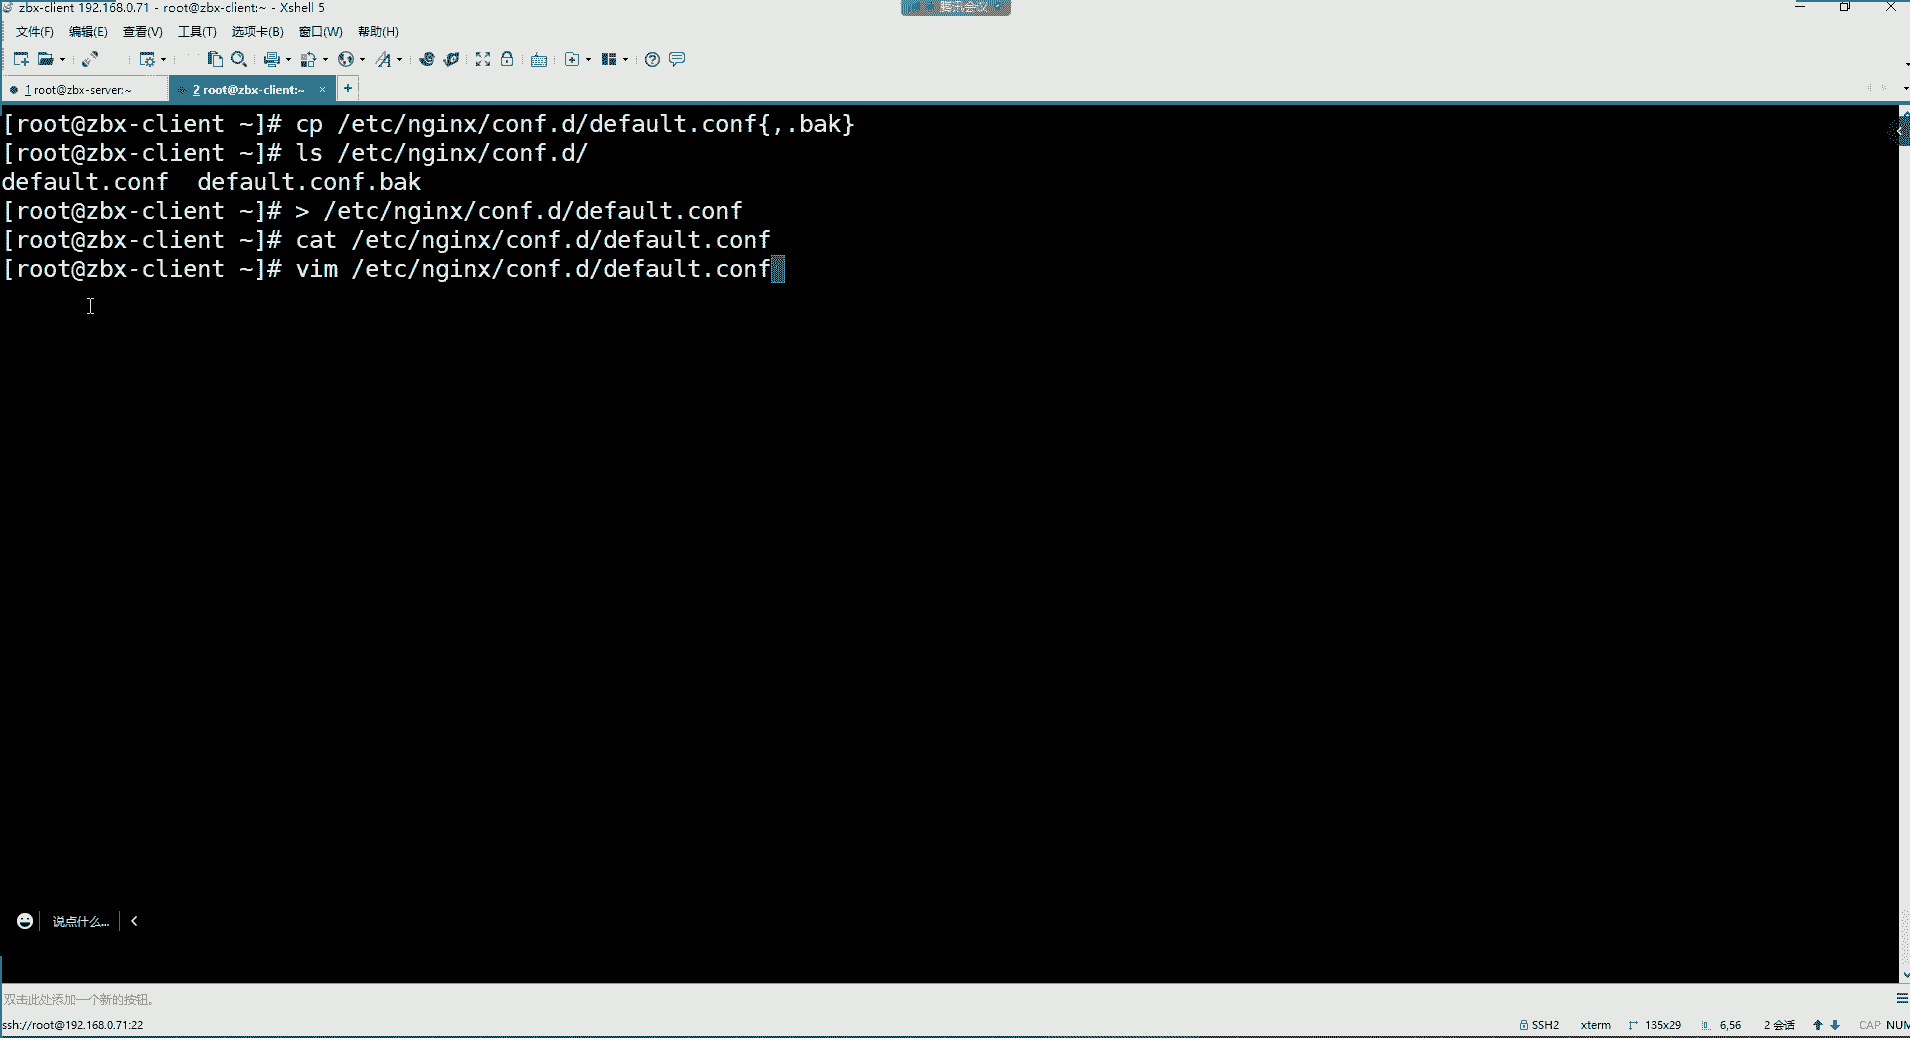 zbx-client 192.168.0.71 - root@zbx-client:~ - Xshell 5
腾讯会议
文件(F) 编辑(E) 查看(V) 工具(T) 选项卡(B) 窗口(W) 帮助(H)
1 root@zbx-server:~
2 root@zbx-client:~
[root@zbx-client ~]# cp /etc/nginx/conf.d/default.conf{,.bak}
[root@zbx-client ~]# ls /etc/nginx/conf.d/
default.conf  default.conf.bak
[root@zbx-client ~]# > /etc/nginx/conf.d/default.conf
[root@zbx-client ~]# cat /etc/nginx/conf.d/default.conf
[root@zbx-client ~]# vim /etc/nginx/conf.d/default.conf
说点什么...
双击此处添加一个新的按钮。
ssh://root@192.168.0.71:22
SSH2 xterm 135x29 6,56 2 会话 CAP NUM